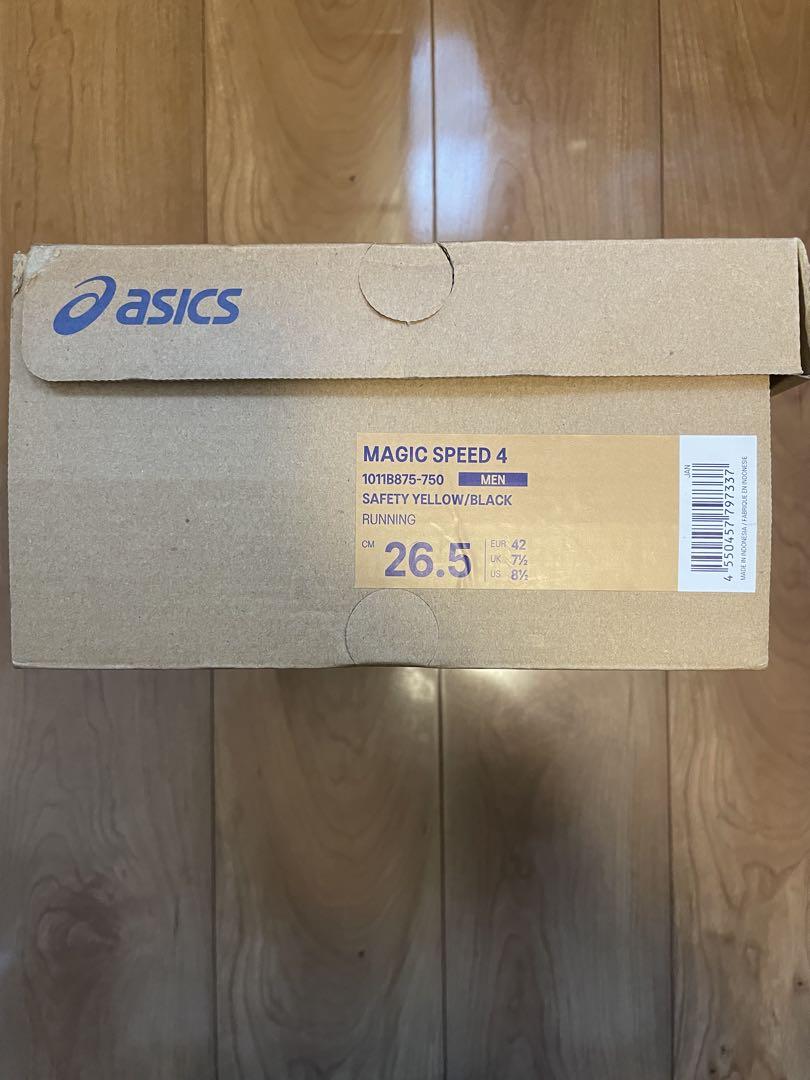 asics
MAGIC SPEED 4
1011B875-750 MEN
SAFETY YELLOW/BLACK
RUNNING
CM 26.5
EUR 42
UK 7½
US 8½
JAN
4 550457 797337
MADE IN INDONESIA / FABRIQUE EN INDONESIE